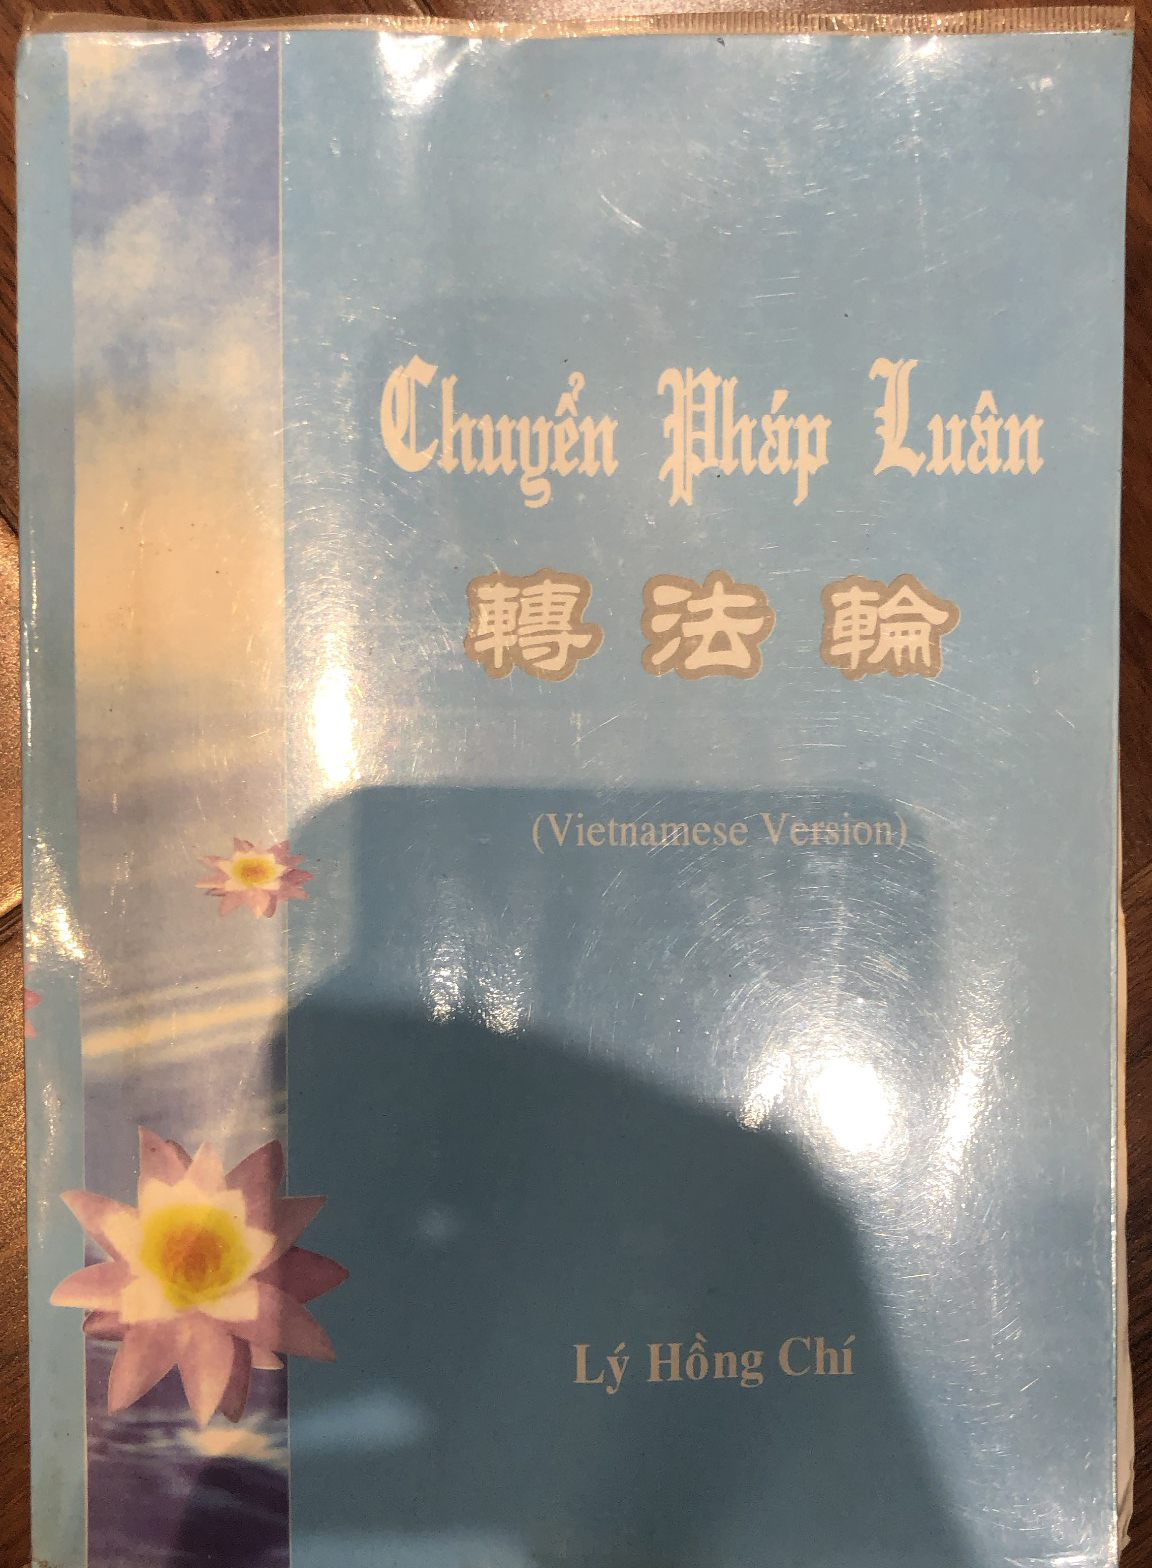 Chuyển Pháp Luân
轉 法 輪
(Vietnamese Version)
Lý Hồng Chí